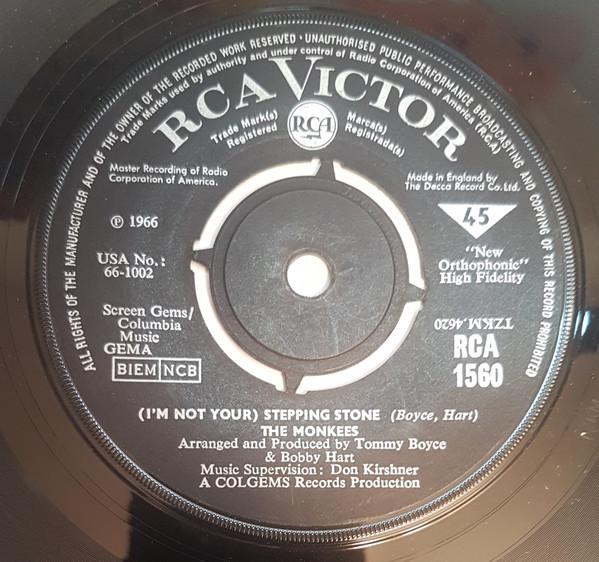 ALL RIGHTS OF THE MANUFACTURER AND OF THE OWNER OF THE RECORDED WORK RESERVED · UNAUTHORISED PUBLIC PERFORMANCE BROADCASTING AND COPYING OF THIS RECORD PROHIBITED
Trade Marks used by authority and under control of Radio Corporation of America (R.C.A)
RCA VICTOR
Trade Mark(s)
Registered
RCA
Marca(s)
Registrada(s)
Master Recording of Radio
Corporation of America.
Made in England by
The Decca Record Co. Ltd.
℗ 1966
45
USA No.:
66-1002
"New
Orthophonic"
High Fidelity
Screen Gems/
Columbia
Music
GEMA
BIEM NCB
TZKM.4620
RCA
1560
(I'M NOT YOUR) STEPPING STONE (Boyce, Hart)
THE MONKEES
Arranged and Produced by Tommy Boyce
& Bobby Hart
Music Supervision: Don Kirshner
A COLGEMS Records Production